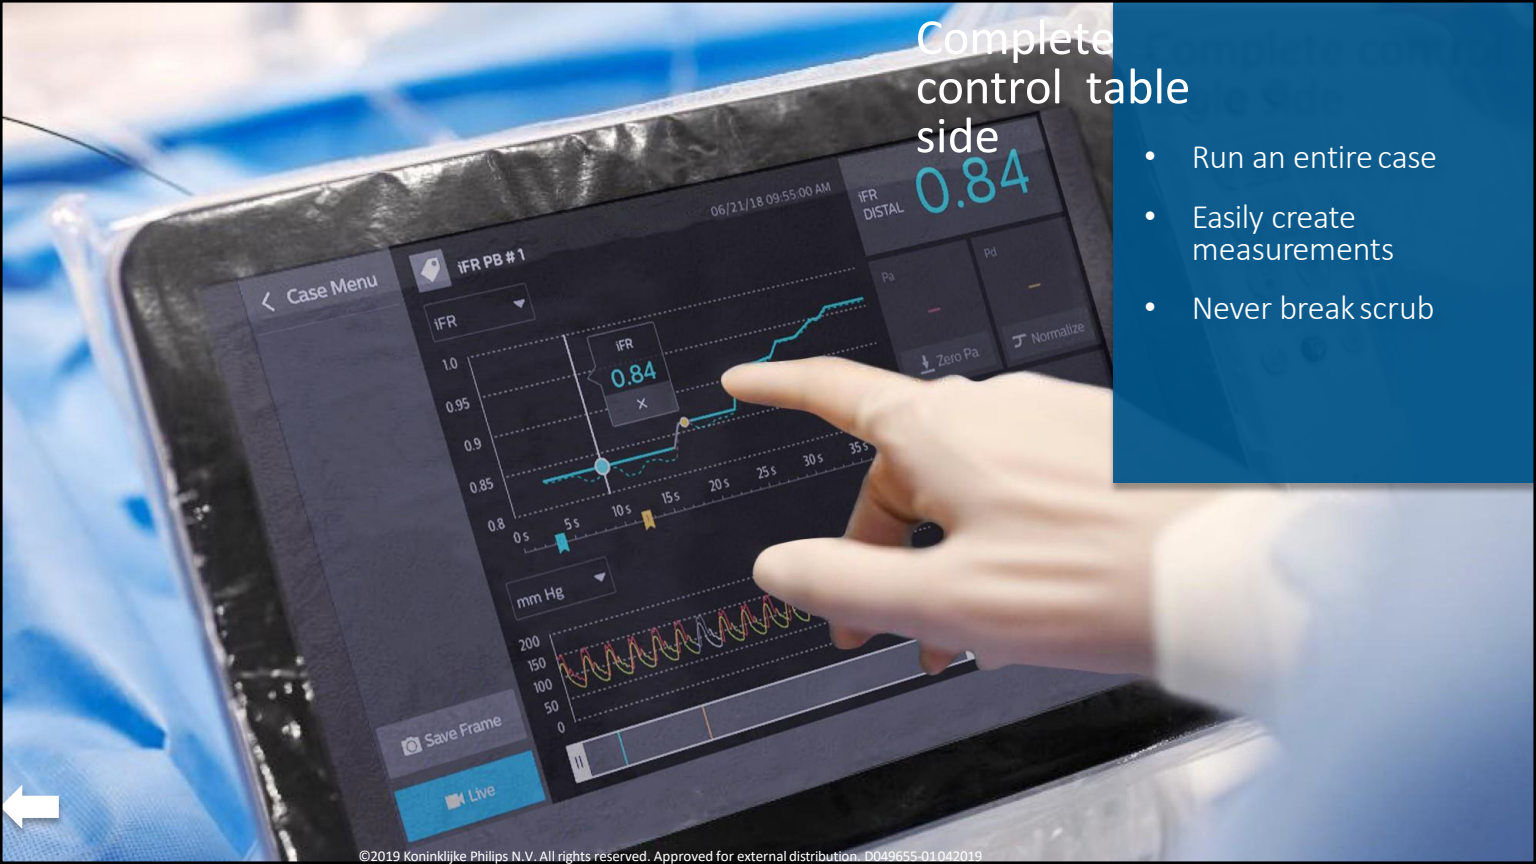 Complete
control table
side
Run an entire case
Easily create
measurements
Never break scrub
06/21/18 09:55:00 AM
iFR
DISTAL
0.84
Case Menu
iFR PB # 1
iFR
Pa
Pd
iFR
0.84
X
Zero Pa
Normalize
1.0
0.95
0.9
0.85
0.8
0 s
5 s
10 s
15 s
20 s
25 s
30 s
35 s
mm Hg
200
150
100
50
0
Save Frame
Live
©2019 Koninklijke Philips N.V. All rights reserved. Approved for external distribution. D049655-01042019